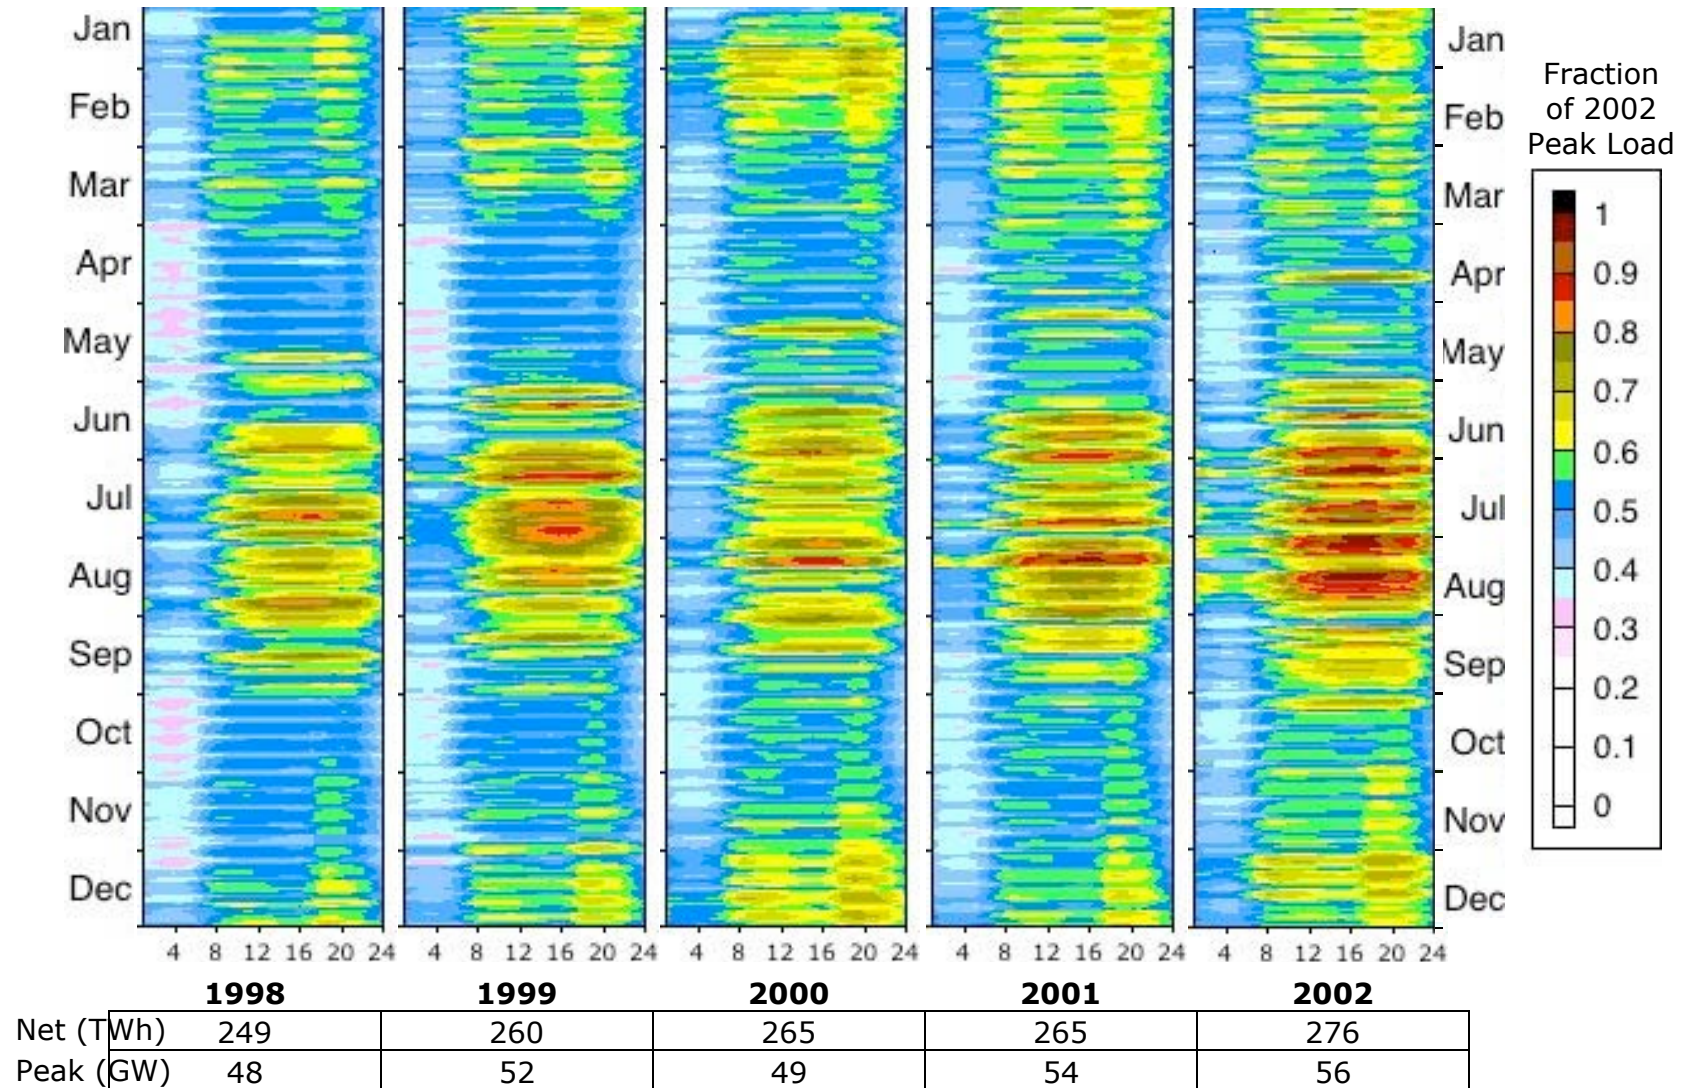 Jan
Feb
Mar
Apr
May
Jun
Jul
Aug
Sep
Oct
Nov
Dec
Jan
Feb
Mar
Apr
May
Jun
Jul
Aug
Sep
Oct
Nov
Dec
Fraction
of 2002
Peak Load
1
0.9
0.8
0.7
0.6
0.5
0.4
0.3
0.2
0.1
0
4 8 12 16 20 24 4 8 12 16 20 24 4 8 12 16 20 24 4 8 12 16 20 24 4 8 12 16 20 24
1998 1999 2000 2001 2002
Net (TWh) 249 260 265 265 276
Peak (GW) 48 52 49 54 56